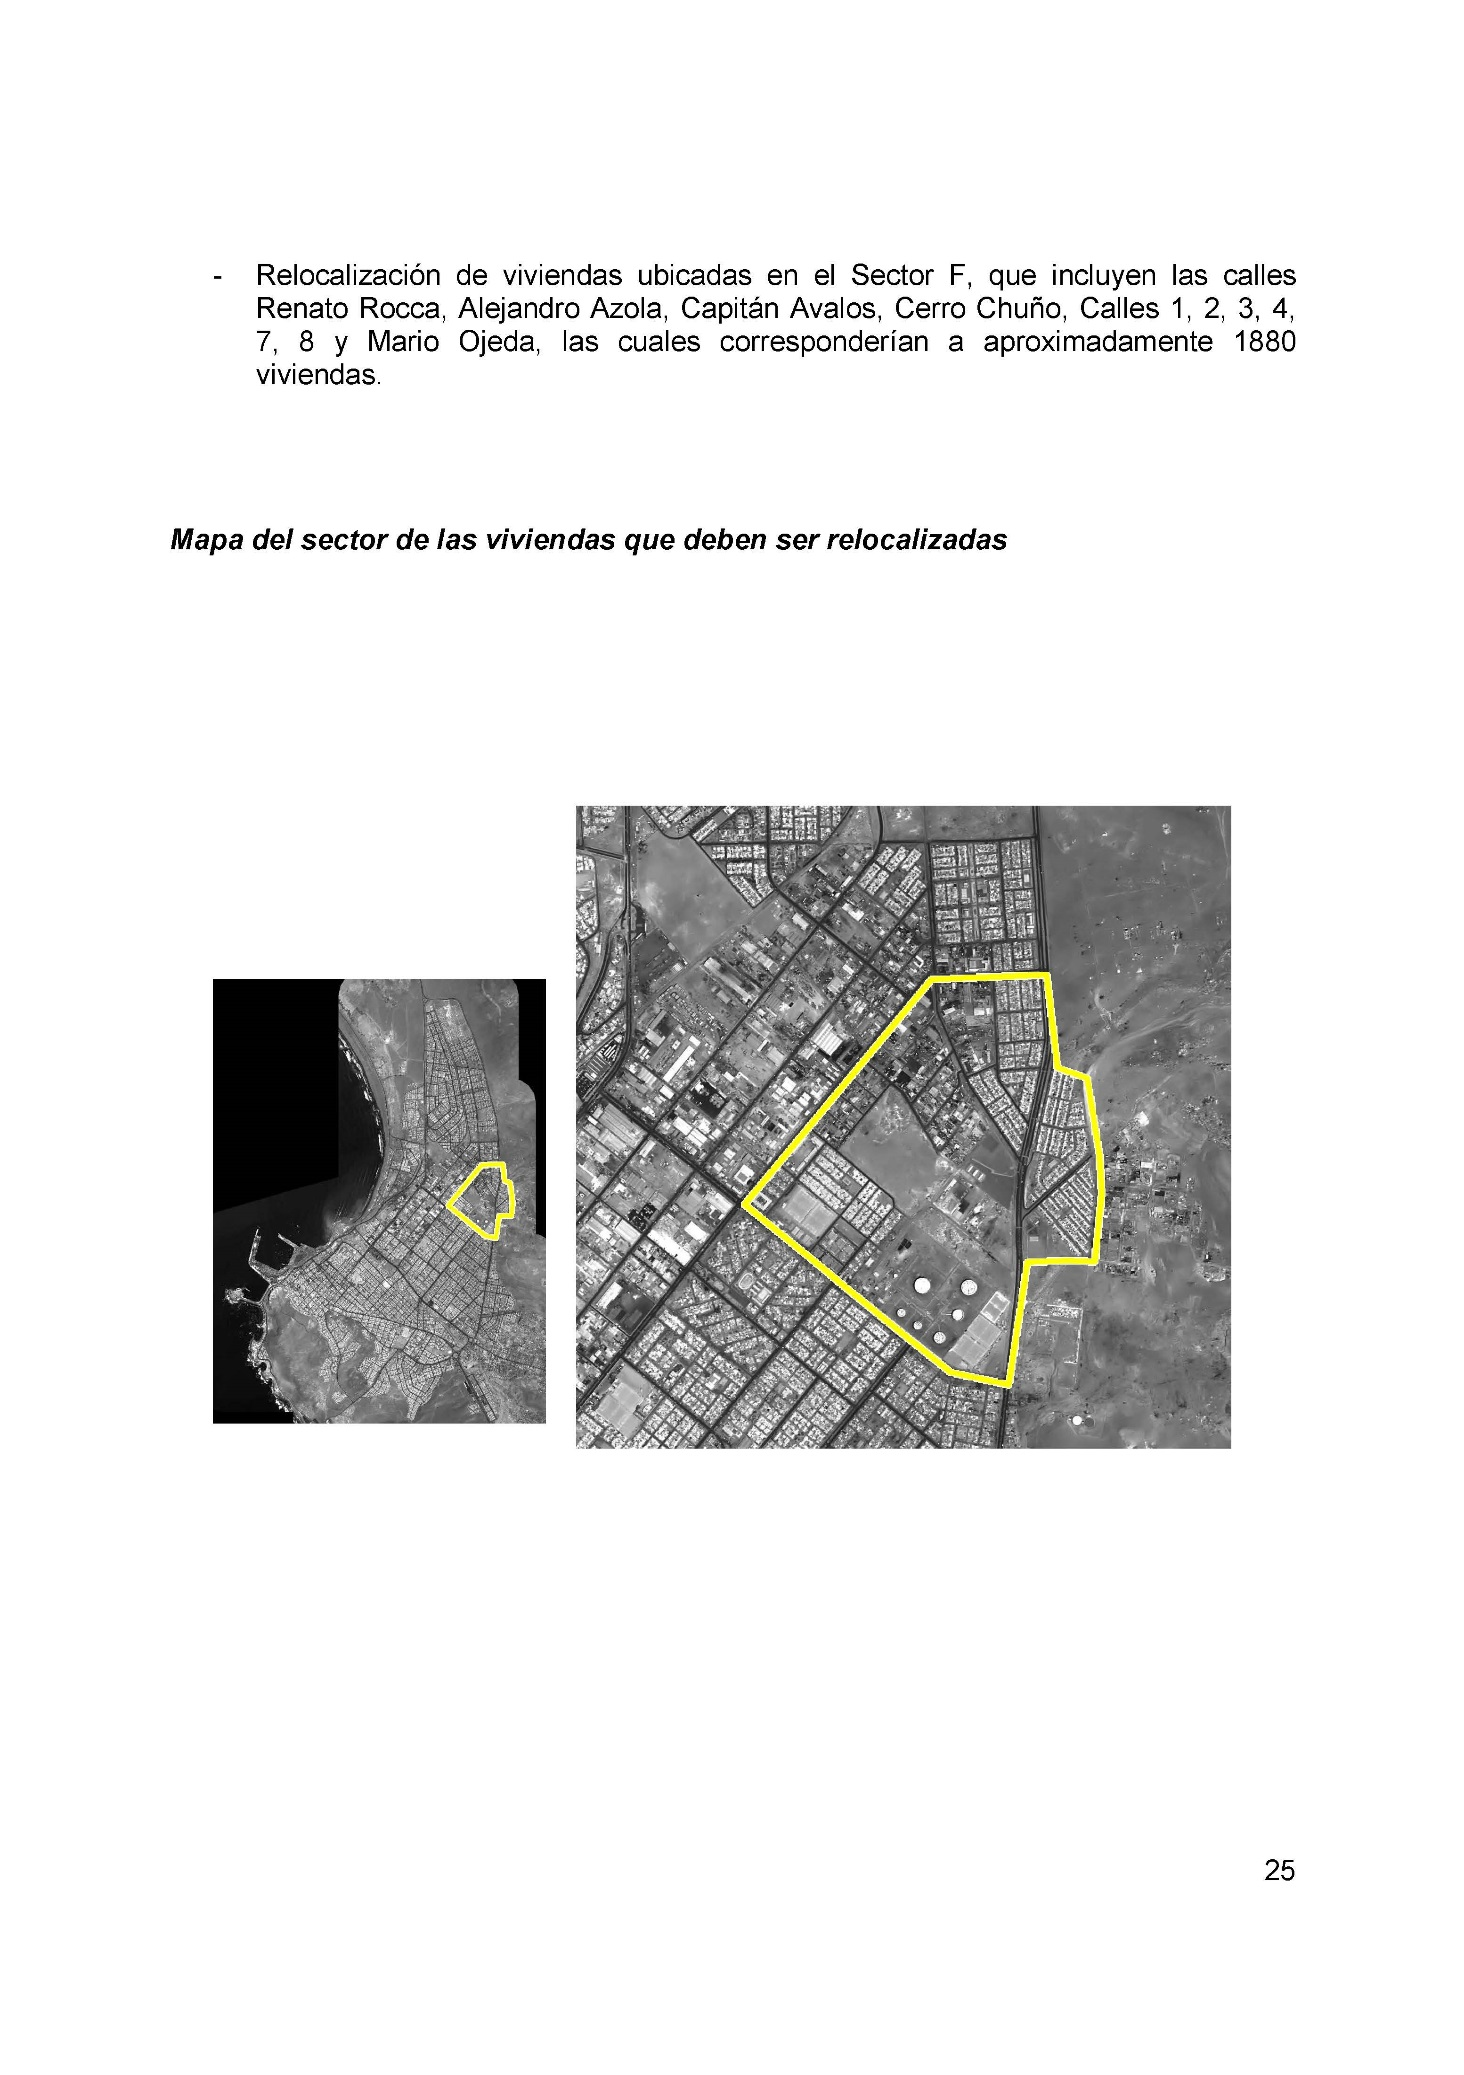 - Relocalización de viviendas ubicadas en el Sector F, que incluyen las calles
Renato Rocca, Alejandro Azola, Capitán Avalos, Cerro Chuño, Calles 1, 2, 3, 4,
7, 8 y Mario Ojeda, las cuales corresponderían a aproximadamente 1880
viviendas.
Mapa del sector de las viviendas que deben ser relocalizadas
25